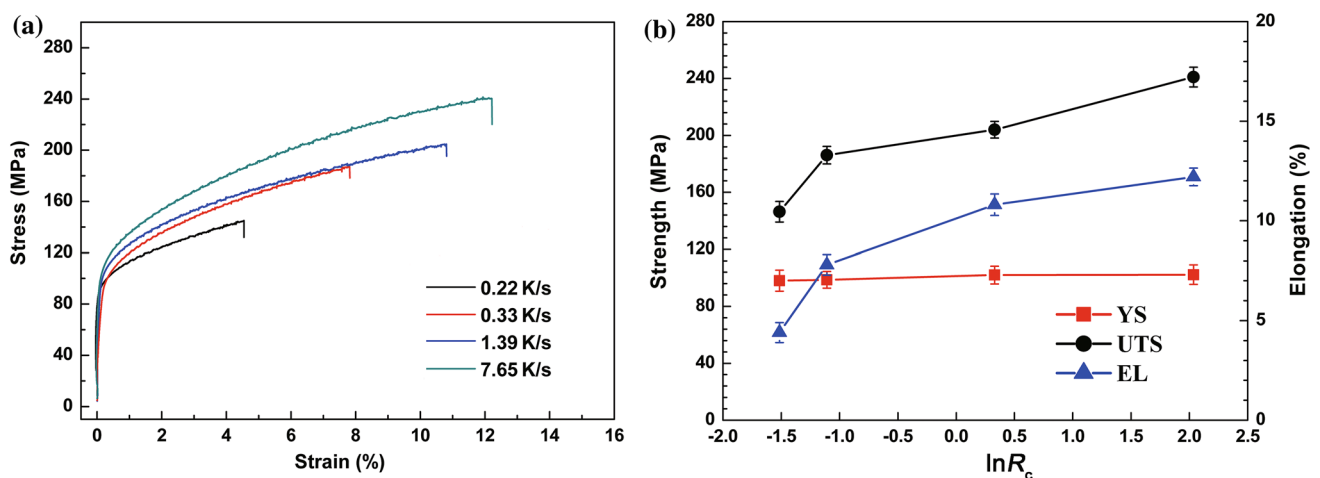 (a)
280
240
200
160
120
80
40
0
Stress (MPa)
0 2 4 6 8 10 12 14 16
Strain (%)
0.22 K/s
0.33 K/s
1.39 K/s
7.65 K/s
(b)
280
240
200
160
120
80
40
0
Strength (MPa)
-2.0 -1.5 -1.0 -0.5 0.0 0.5 1.0 1.5 2.0 2.5
lnRc
YS
UTS
EL
20
15
10
5
0
Elongation (%)